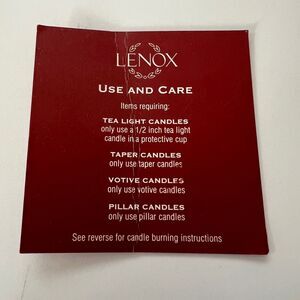 LENOX
USE AND CARE
Items requiring:
TEA LIGHT CANDLES
only use a 1/2 inch tea light
candle in a protective cup
TAPER CANDLES
only use taper candles
VOTIVE CANDLES
only use votive candles
PILLAR CANDLES
only use pillar candles
See reverse for candle burning instructions